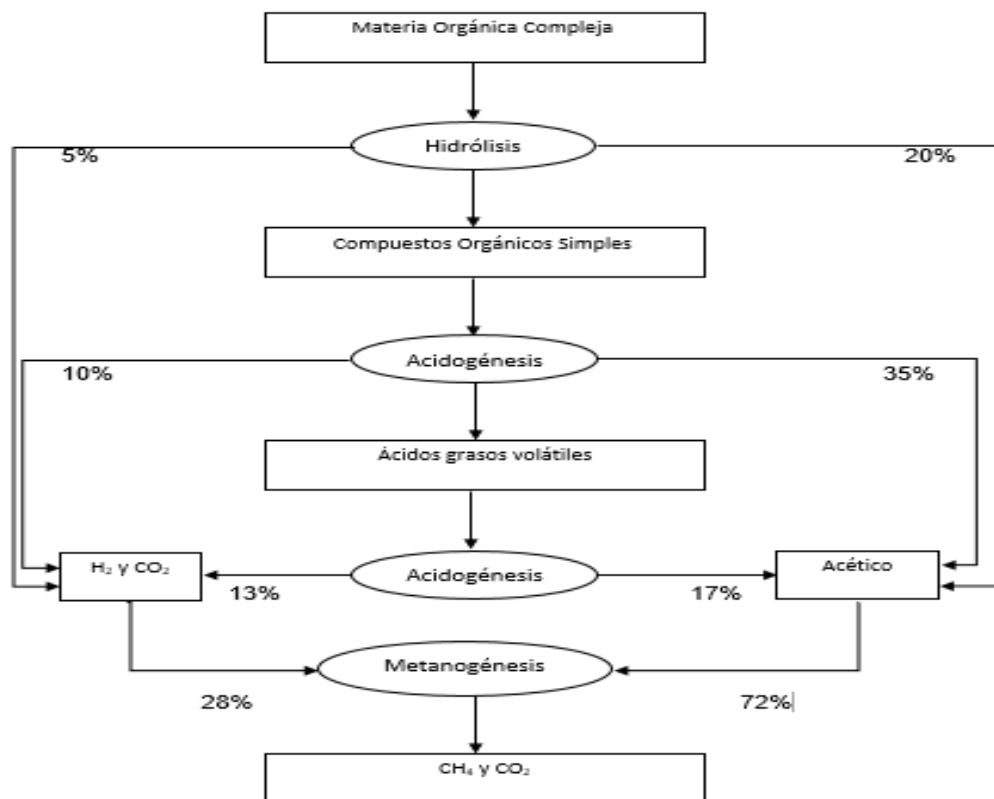 Materia Orgánica Compleja
Hidrólisis
5%
20%
Compuestos Orgánicos Simples
Acidogénesis
10%
35%
Ácidos grasos volátiles
H₂ y CO₂
Acidogénesis
Acético
13%
17%
Metanogénesis
28%
72%
CH₄ y CO₂